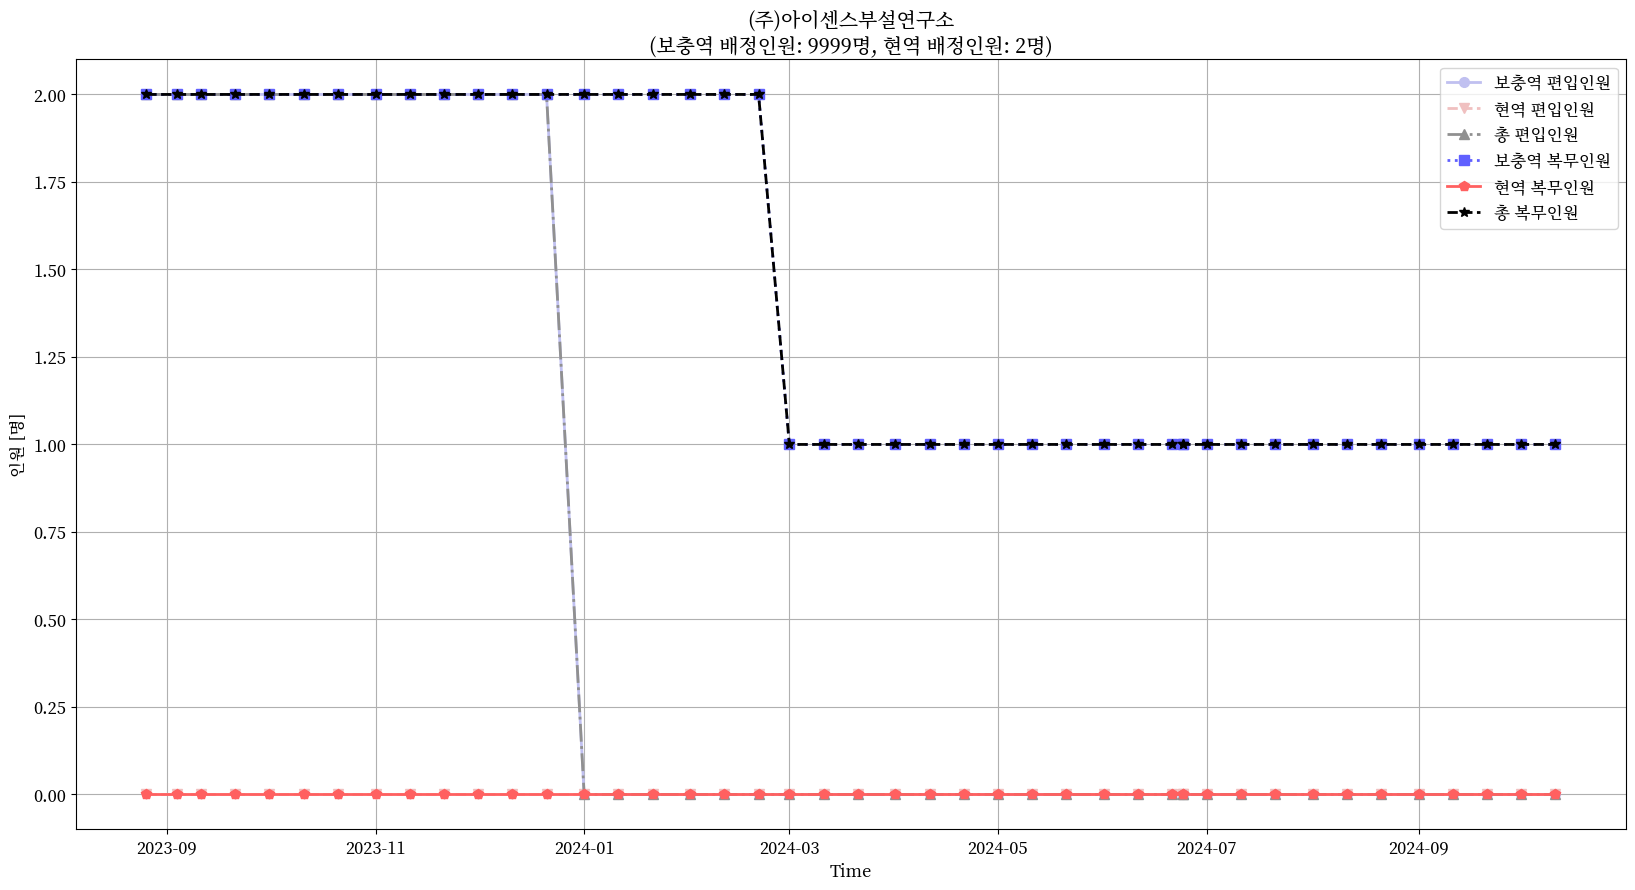 (주)아이센스부설연구소
(보충역 배정인원: 9999명, 현역 배정인원: 2명)
보충역 편입인원
현역 편입인원
총 편입인원
보충역 복무인원
현역 복무인원
총 복무인원
2.00
1.75
1.50
1.25
1.00
0.75
0.50
0.25
0.00
인원 [명]
2023-09 2023-11 2024-01 2024-03 2024-05 2024-07 2024-09
Time